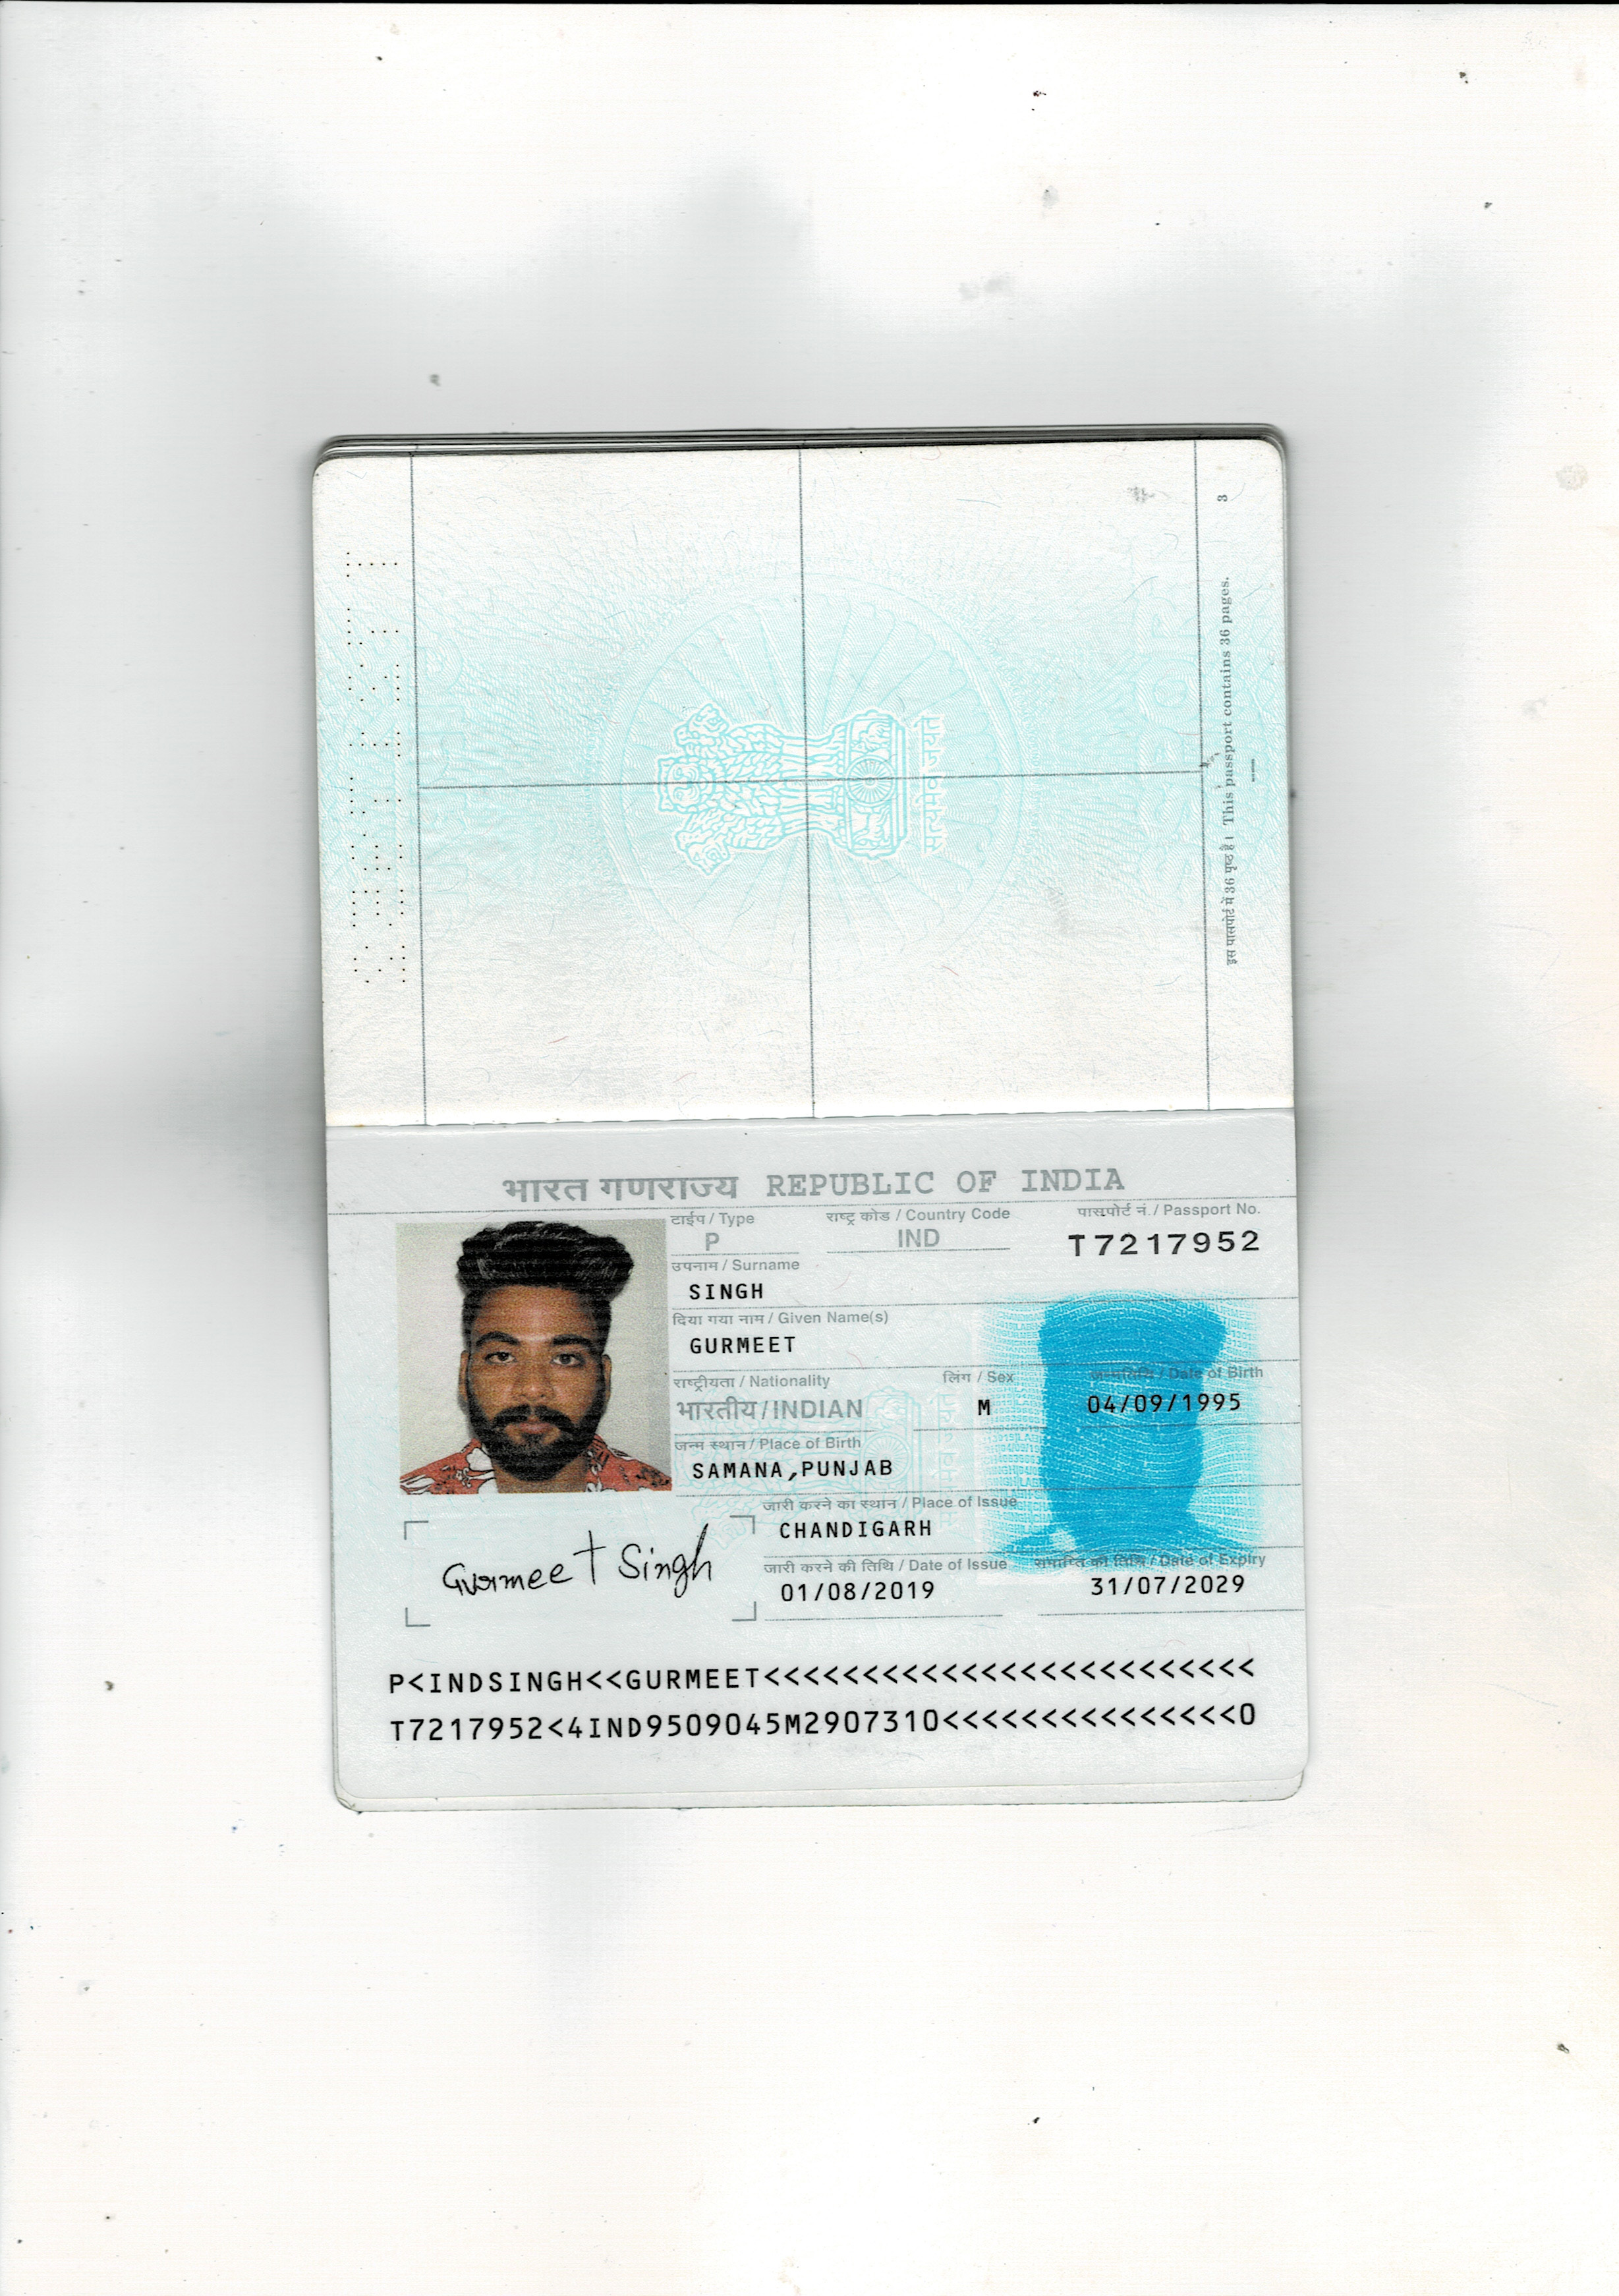 3
इस पासपोर्ट में 36 पृष्ठ है। This passport contains 36 pages.
सत्यमेव जयते
भारत गणराज्य REPUBLIC OF INDIA
टाईप / Type राष्ट्र कोड / Country Code पासपोर्ट नं. / Passport No.
P IND T7217952
उपनाम / Surname
SINGH
दिया गया नाम / Given Name(s)
GURMEET
राष्ट्रीयता / Nationality लिंग / Sex जन्मतिथि / Date of Birth
भारतीय/INDIAN M 04/09/1995
जन्म स्थान / Place of Birth
SAMANA,PUNJAB
जारी करने का स्थान / Place of Issue
CHANDIGARH
जारी करने की तिथि / Date of Issue समाप्ति की तिथि / Date of Expiry
01/08/2019 31/07/2029
Gurmeet Singh
P<INDSINGH<<GURMEET<<<<<<<<<<<<<<<<<<<<<<<<<
T7217952<4IND9509045M2907310<<<<<<<<<<<<<<<0